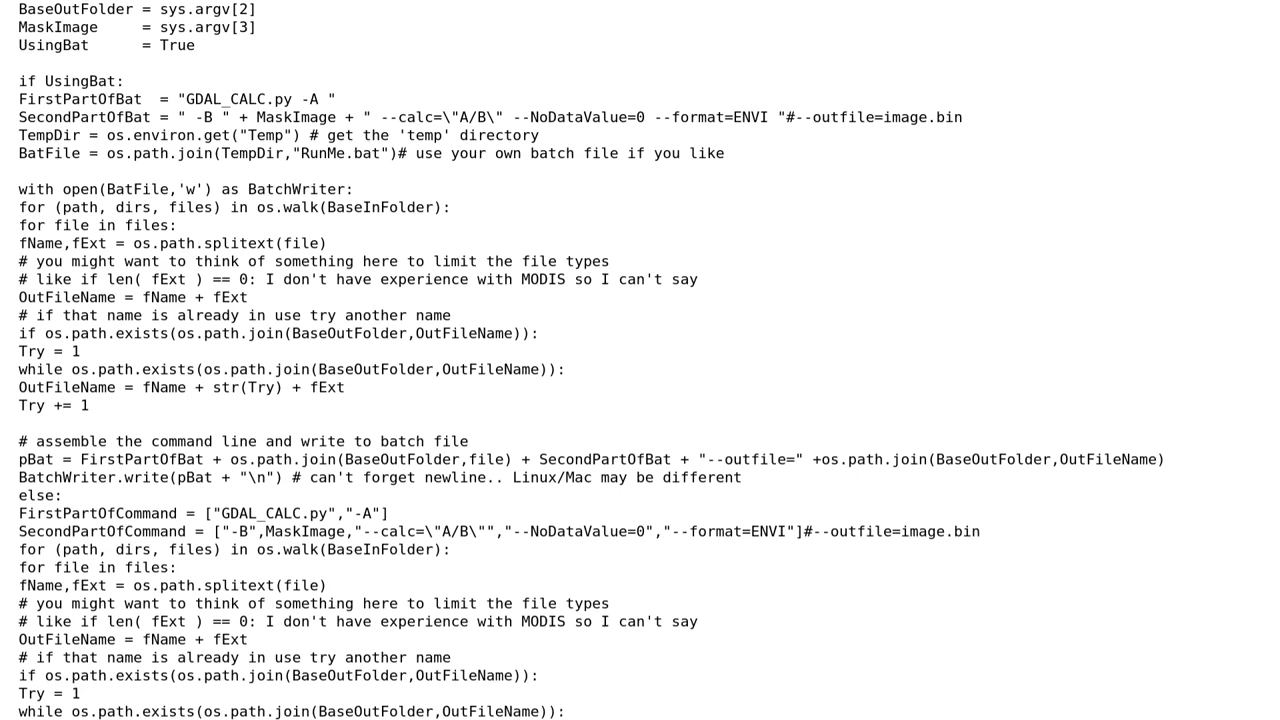 BaseOutFolder = sys.argv[2]
MaskImage     = sys.argv[3]
UsingBat      = True

if UsingBat:
FirstPartOfBat  = "GDAL_CALC.py -A "
SecondPartOfBat = " -B " + MaskImage + " --calc=\"A/B\" --NoDataValue=0 --format=ENVI "#--outfile=image.bin
TempDir = os.environ.get("Temp") # get the 'temp' directory
BatFile = os.path.join(TempDir,"RunMe.bat")# use your own batch file if you like

with open(BatFile,'w') as BatchWriter:
for (path, dirs, files) in os.walk(BaseInFolder):
for file in files:
fName,fExt = os.path.splitext(file)
# you might want to think of something here to limit the file types
# like if len( fExt ) == 0: I don't have experience with MODIS so I can't say
OutFileName = fName + fExt
# if that name is already in use try another name
if os.path.exists(os.path.join(BaseOutFolder,OutFileName)):
Try = 1
while os.path.exists(os.path.join(BaseOutFolder,OutFileName)):
OutFileName = fName + str(Try) + fExt
Try += 1

# assemble the command line and write to batch file
pBat = FirstPartOfBat + os.path.join(BaseOutFolder,file) + SecondPartOfBat + "--outfile=" +os.path.join(BaseOutFolder,OutFileName)
BatchWriter.write(pBat + "\n") # can't forget newline.. Linux/Mac may be different
else:
FirstPartOfCommand = ["GDAL_CALC.py","-A"]
SecondPartOfCommand = ["-B",MaskImage,"--calc=\"A/B\"","--NoDataValue=0","--format=ENVI"]#--outfile=image.bin
for (path, dirs, files) in os.walk(BaseInFolder):
for file in files:
fName,fExt = os.path.splitext(file)
# you might want to think of something here to limit the file types
# like if len( fExt ) == 0: I don't have experience with MODIS so I can't say
OutFileName = fName + fExt
# if that name is already in use try another name
if os.path.exists(os.path.join(BaseOutFolder,OutFileName)):
Try = 1
while os.path.exists(os.path.join(BaseOutFolder,OutFileName)):